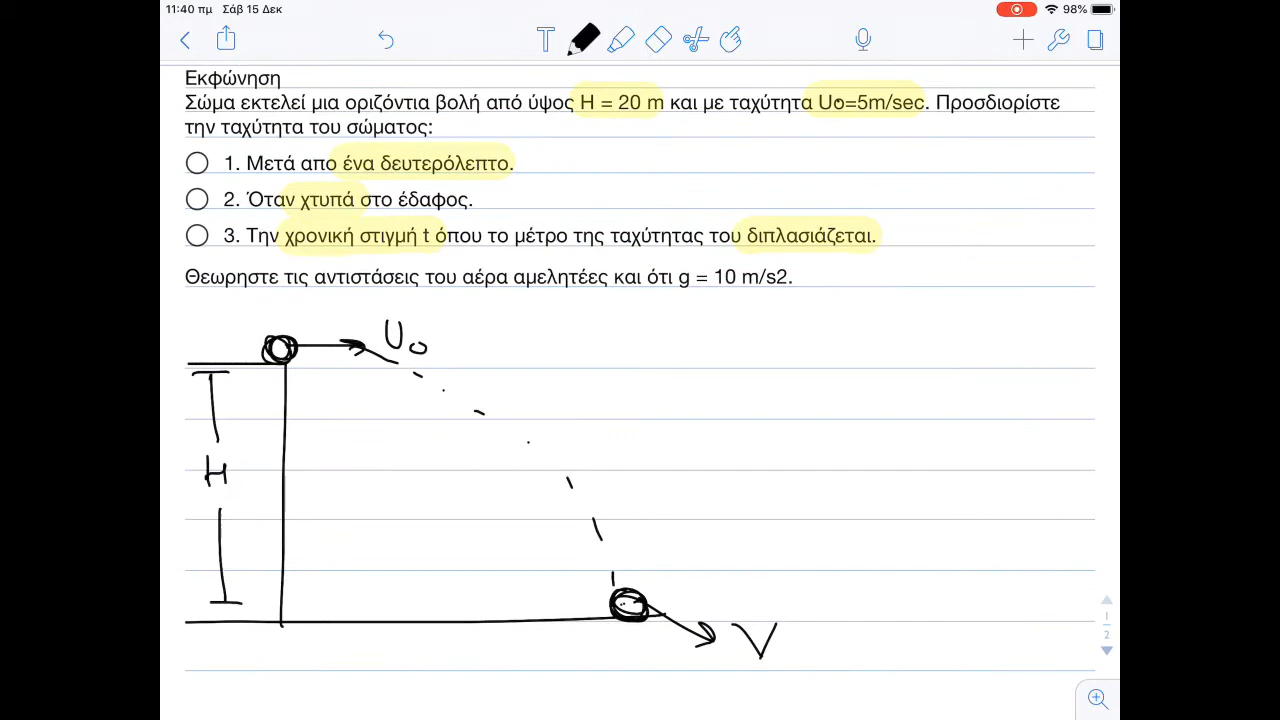 11:40 πμ Σάβ 15 Δεκ
98%
T
Εκφώνηση
Σώμα εκτελεί μια οριζόντια βολή από ύψος H = 20 m και με ταχύτητα Uo=5m/sec. Προσδιορίστε
την ταχύτητα του σώματος:
1. Μετά απο ένα δευτερόλεπτο.
2. Όταν χτυπά στο έδαφος.
3. Την χρονική στιγμή t όπου το μέτρο της ταχύτητας του διπλασιάζεται.
Θεωρηστε τις αντιστάσεις του αέρα αμελητέες και ότι g = 10 m/s2.
Uo
H
V
1
2